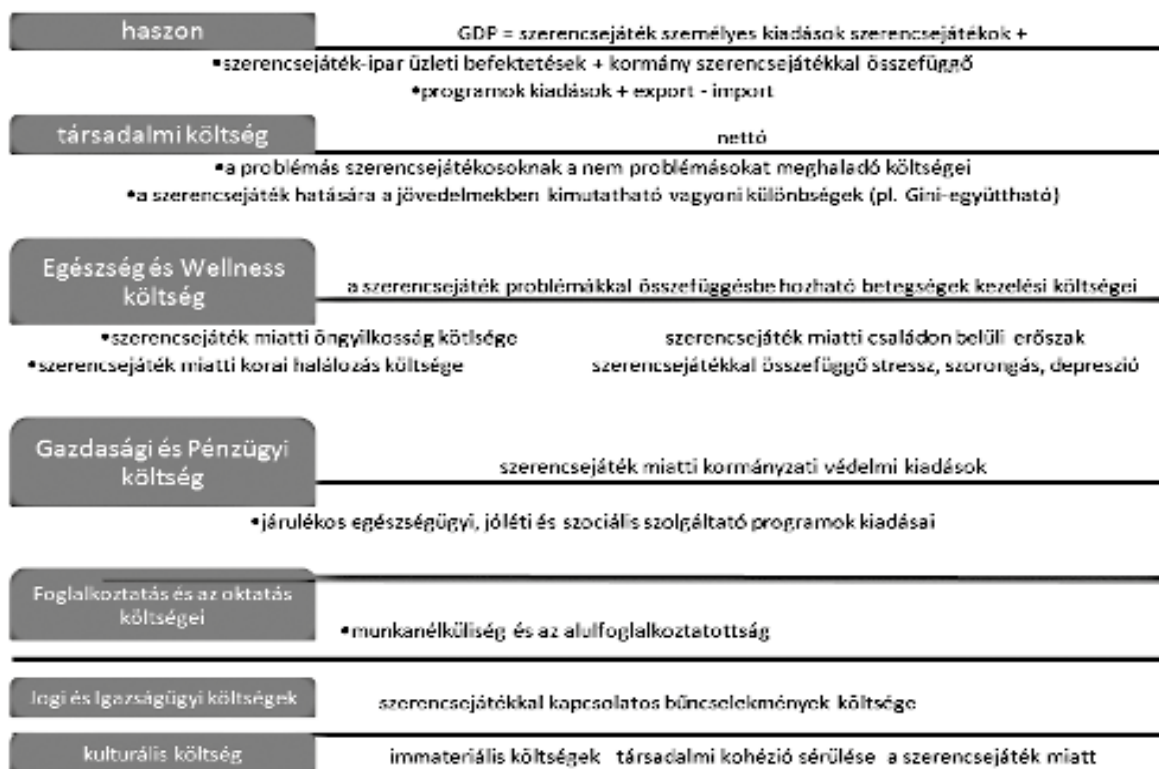 haszon
GDP = szerencsejáték személyes kiadások szerencsejátékok +
•szerencsejáték-ipar üzleti befektetések + kormány szerencsejátékkal összefüggő
•programok kiadások + export - import
társadalmi költség
nettó
•a problémás szerencsejátékosoknak a nem problémásokat meghaladó költségei
•a szerencsejáték hatására a jövedelmekben kimutatható vagyoni különbségek (pl. Gini-együttható)
Egészség és Wellness
költség
a szerencsejáték problémákkal összefüggésbe hozható betegségek kezelési költségei
•szerencsejáték miatti öngyilkosság kötlsége
szerencsejáték miatti családon belüli erőszak
•szerencsejáték miatti korai halálozás költsége
szerencsejátékkal összefüggő stressz, szorongás, depreszió
Gazdasági és Pénzügyi
költség
szerencsejáték miatti kormányzati védelmi kiadások
•járulékos egészségügyi, jóléti és szociális szolgáltató programok kiadásai
Foglalkoztatás és az oktatás
költségei
•munkanélküliség és az alulfoglalkoztatottság
Jogi és Igazságügyi költségek
szerencsejátékkal kapcsolatos bűncselekmények költsége
kulturális költség
immateriális költségek társadalmi kohézió sérülése a szerencsejáték miatt